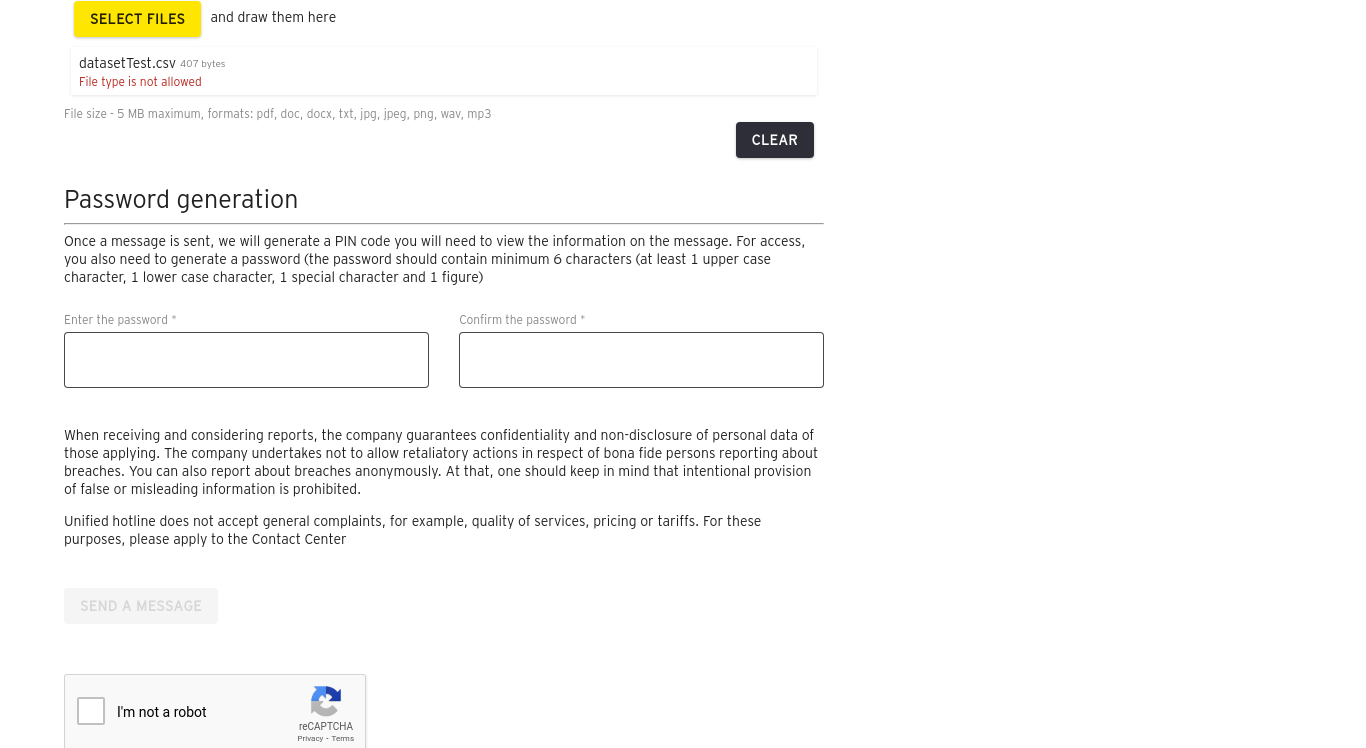 SELECT FILES and draw them here
datasetTest.csv 407 bytes
File type is not allowed
File size - 5 MB maximum, formats: pdf, doc, docx, txt, jpg, jpeg, png, wav, mp3
CLEAR
Password generation
Once a message is sent, we will generate a PIN code you will need to view the information on the message. For access,
you also need to generate a password (the password should contain minimum 6 characters (at least 1 upper case
character, 1 lower case character, 1 special character and 1 figure)
Enter the password * Confirm the password *
When receiving and considering reports, the company guarantees confidentiality and non-disclosure of personal data of
those applying. The company undertakes not to allow retaliatory actions in respect of bona fide persons reporting about
breaches. You can also report about breaches anonymously. At that, one should keep in mind that intentional provision
of false or misleading information is prohibited.
Unified hotline does not accept general complaints, for example, quality of services, pricing or tariffs. For these
purposes, please apply to the Contact Center
SEND A MESSAGE
I'm not a robot
reCAPTCHA
Privacy - Terms